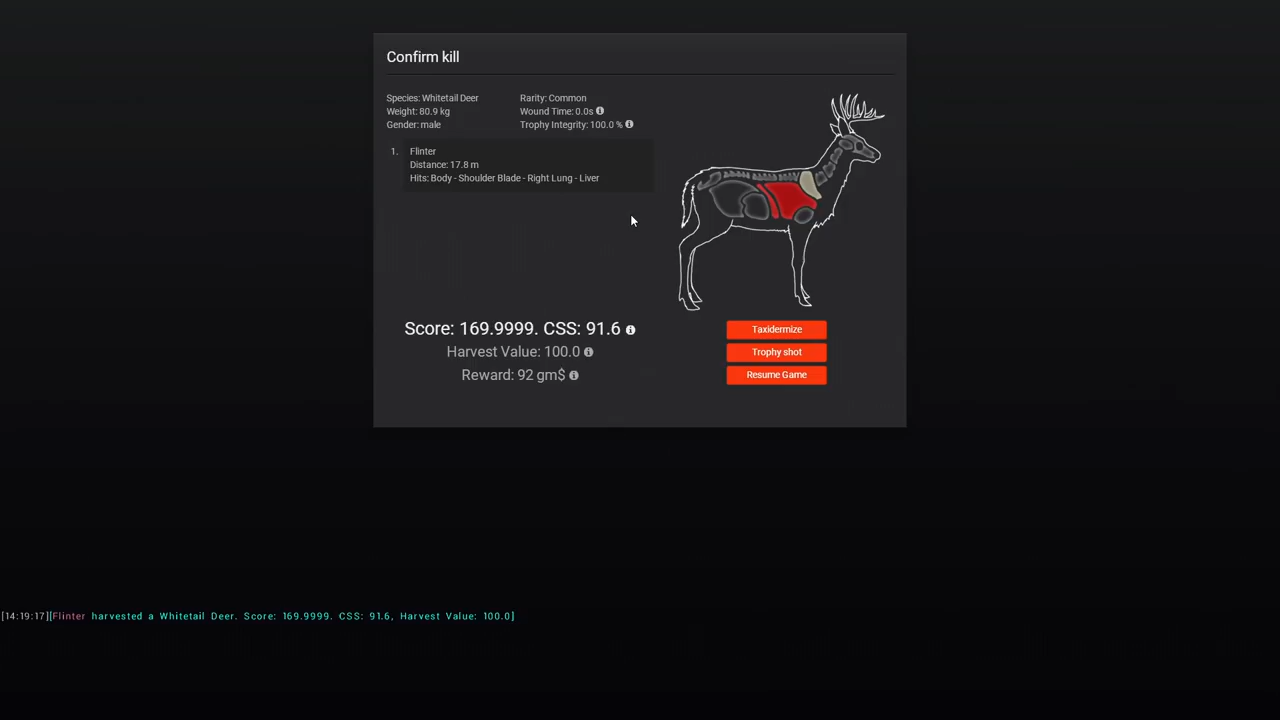 Confirm kill
Species: Whitetail Deer
Weight: 80.9 kg
Gender: male
Rarity: Common
Wound Time: 0.0s
Trophy Integrity: 100.0 %
1. Flinter
Distance: 17.8 m
Hits: Body - Shoulder Blade - Right Lung - Liver
Score: 169.9999. CSS: 91.6
Harvest Value: 100.0
Reward: 92 gm$
Taxidermize
Trophy shot
Resume Game
[14:19:17][Flinter harvested a Whitetail Deer. Score: 169.9999. CSS: 91.6, Harvest Value: 100.0]